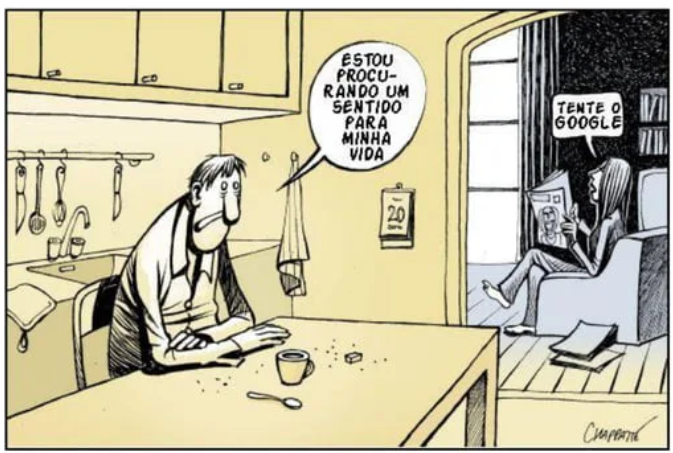 ESTOU
PROCU-
RANDO UM
SENTIDO
PARA
MINHA
VIDA
TENTE O
GOOGLE
20
CHAPPATTE